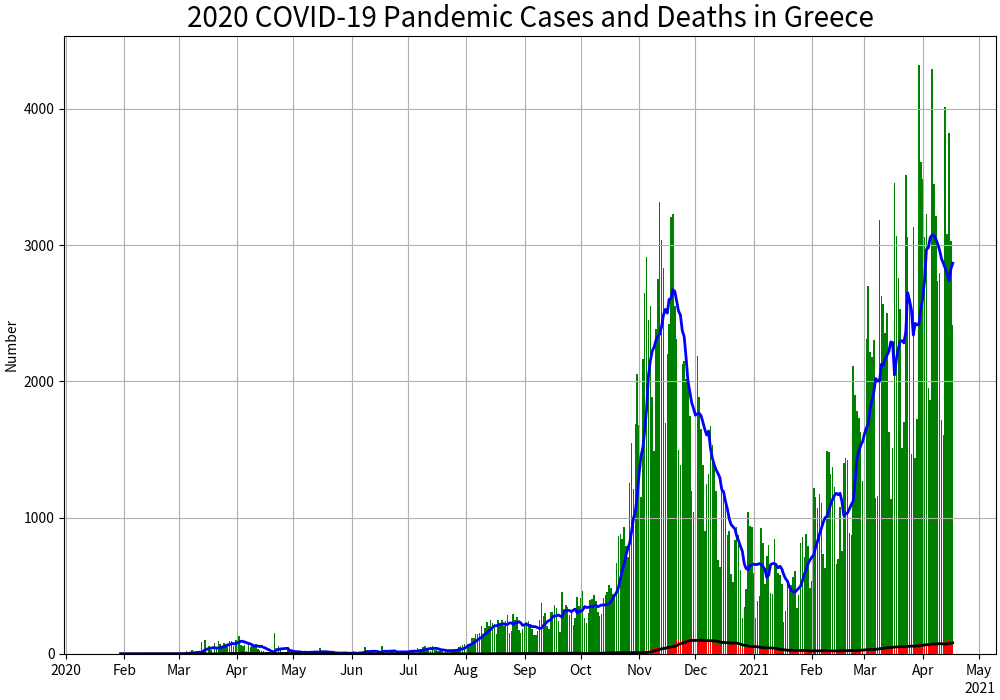 2020 COVID-19 Pandemic Cases and Deaths in Greece
4000
3000
2000
1000
0
Number
2020 Feb Mar Apr May Jun Jul Aug Sep Oct Nov Dec 2021 Feb Mar Apr May
2021